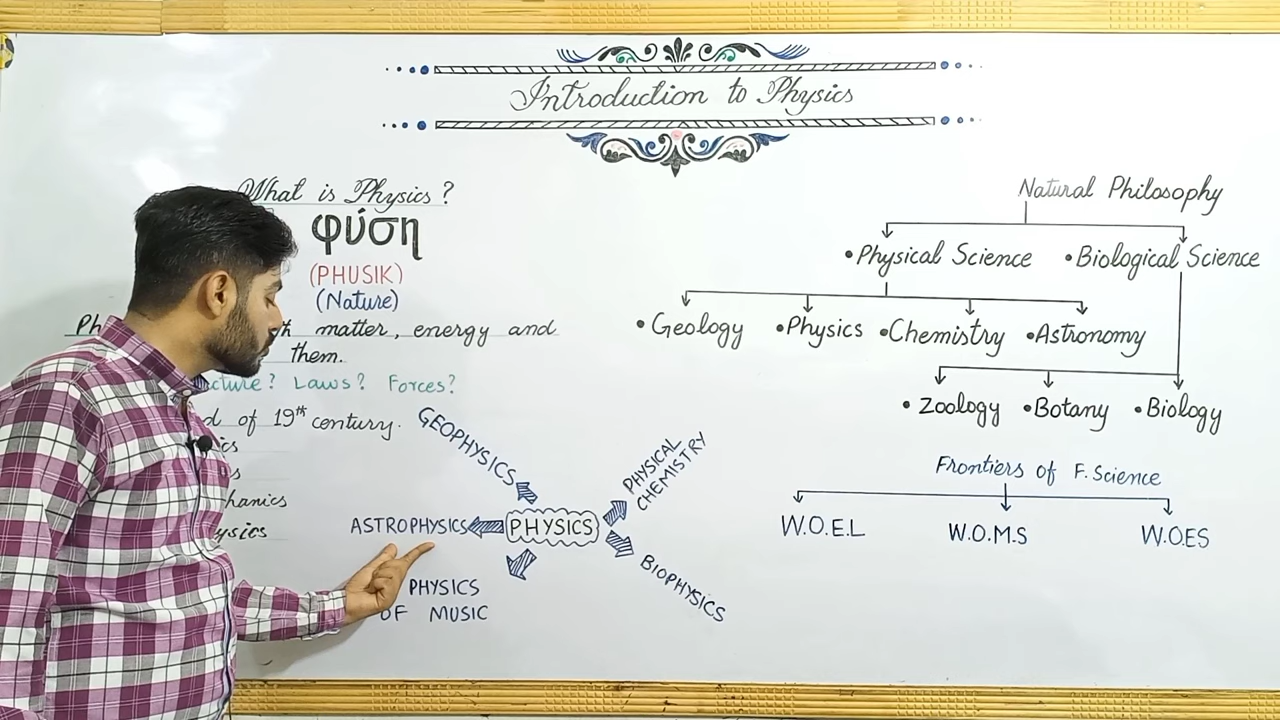 Introduction to Physics
What is Physics?
φύση
(PHUSIK)
(Nature)
matter, energy and
them.
Laws? Forces?
of 19th century.
GEOPHYSICS
PHYSICAL
CHEMISTRY
ASTROPHYSICS
PHYSICS
BIOPHYSICS
PHYSICS
OF MUSIC
Natural Philosophy
• Physical Science • Biological Science
• Geology • Physics • Chemistry • Astronomy
• Zoology • Botany • Biology
Frontiers of F. Science
W.O.E.L W.O.M.S W.O.ES